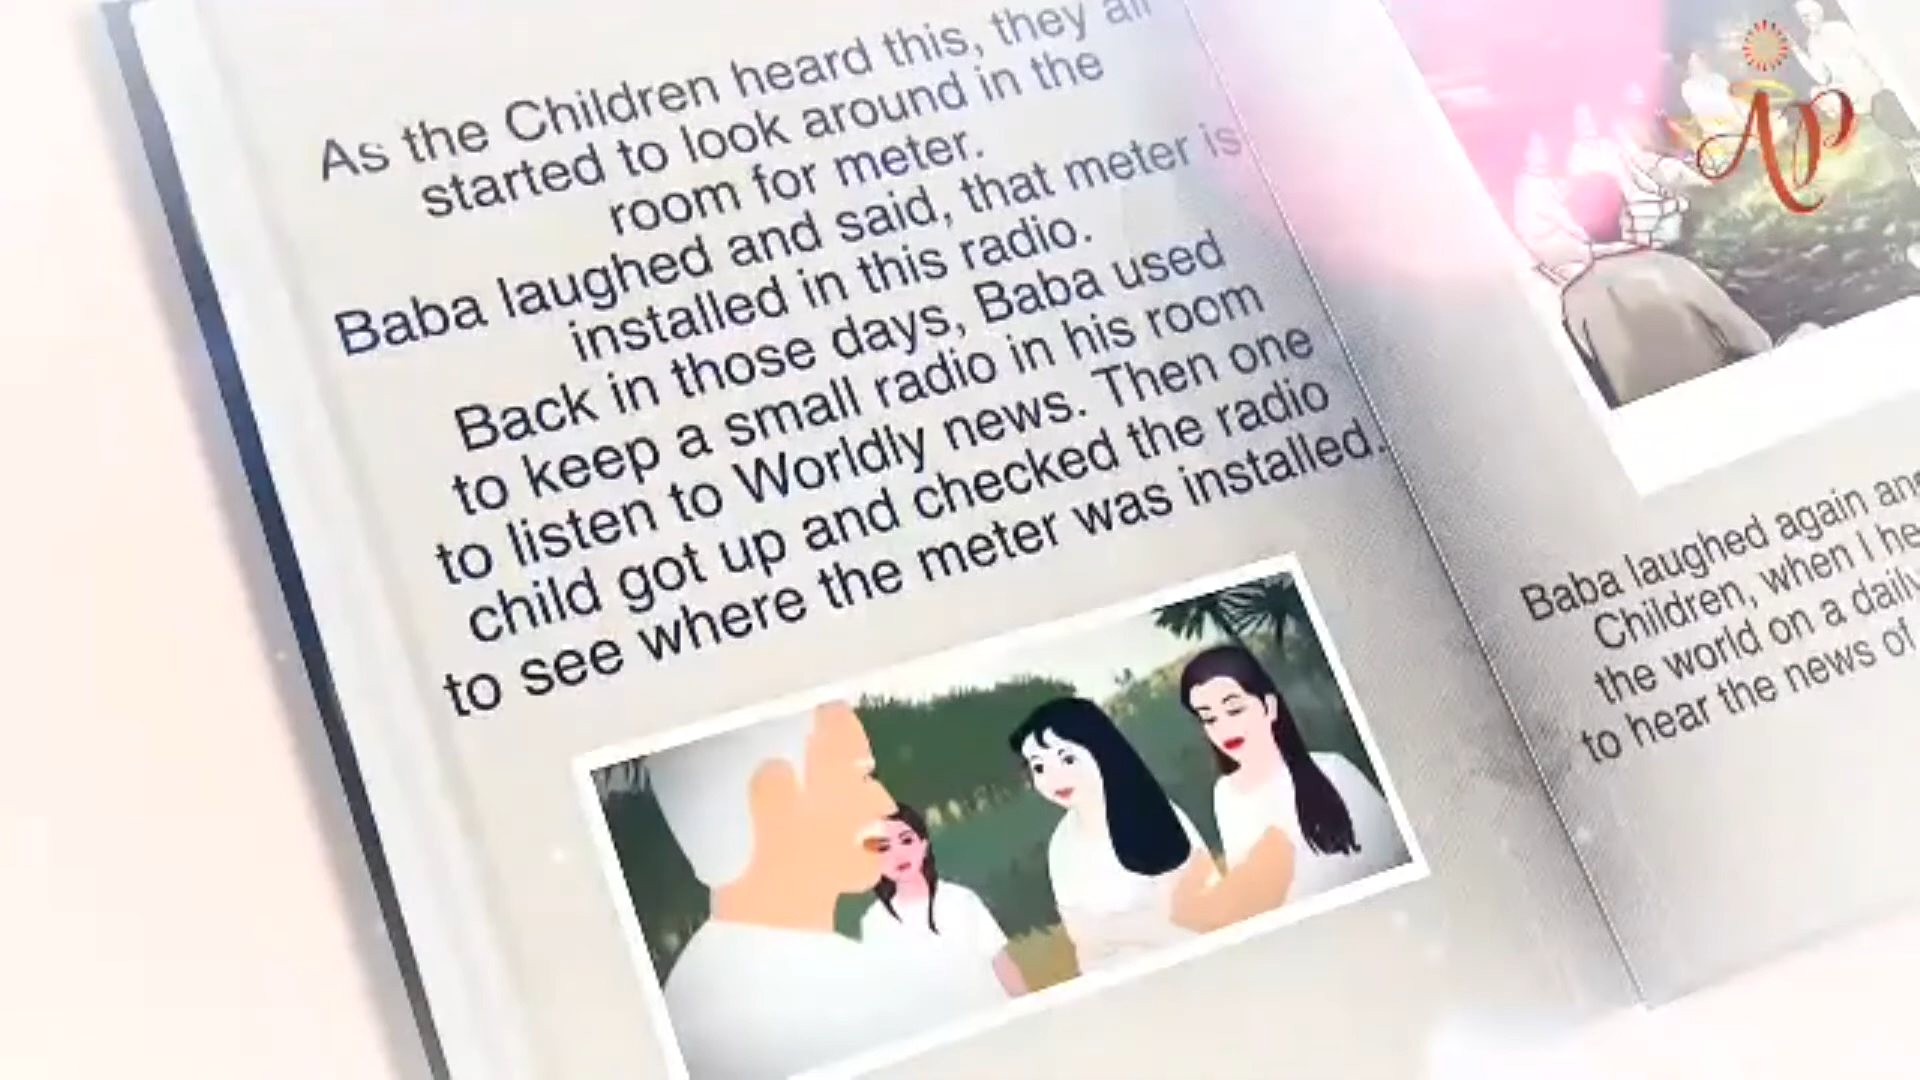 As the Children heard this, they all
started to look around in the
room for meter.
Baba laughed and said, that meter is
installed in this radio.
Back in those days, Baba used
to keep a small radio in his room
to listen to Worldly news. Then one
child got up and checked the radio
to see where the meter was installed.
Baba laughed again and
Children, when I he
the world on a daily
to hear the news of
AP